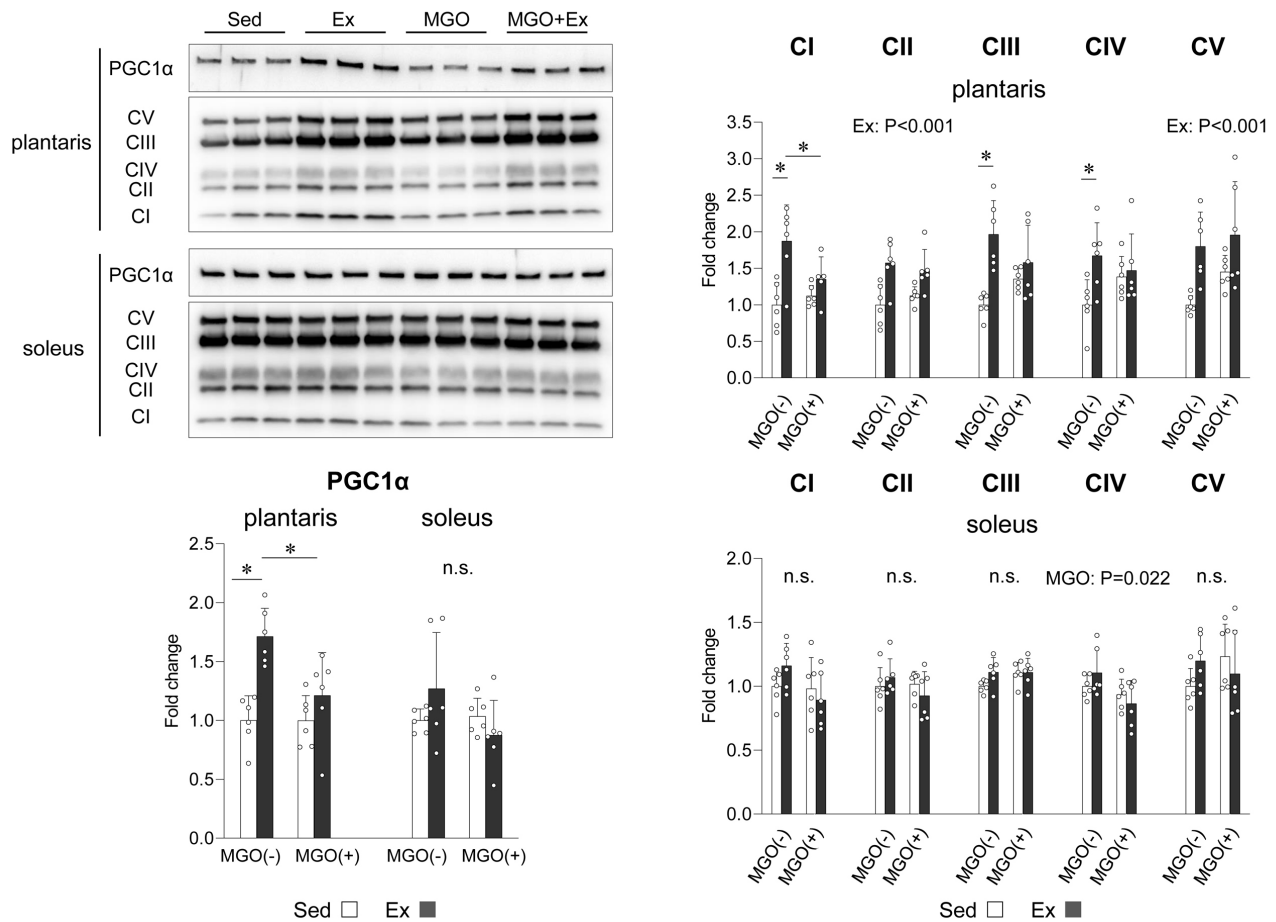 Sed Ex MGO MGO+Ex
plantaris
PGC1α
CV
CIII
CIV
CII
CI
soleus
PGC1α
CV
CIII
CIV
CII
CI
PGC1α
plantaris soleus
Fold change
2.5
2.0
1.5
1.0
0.5
0.0
* *
n.s.
MGO(-) MGO(+) MGO(-) MGO(+)
Sed Ex
CI CII CIII CIV CV
plantaris
Fold change
3.5
3.0
2.5
2.0
1.5
1.0
0.5
0.0
Ex: P<0.001 Ex: P<0.001
* * * *
MGO(-) MGO(+) MGO(-) MGO(+) MGO(-) MGO(+) MGO(-) MGO(+) MGO(-) MGO(+)
CI CII CIII CIV CV
soleus
Fold change
2.0
1.5
1.0
0.5
0.0
n.s. n.s. n.s. MGO: P=0.022 n.s.
MGO(-) MGO(+) MGO(-) MGO(+) MGO(-) MGO(+) MGO(-) MGO(+) MGO(-) MGO(+)
Sed Ex